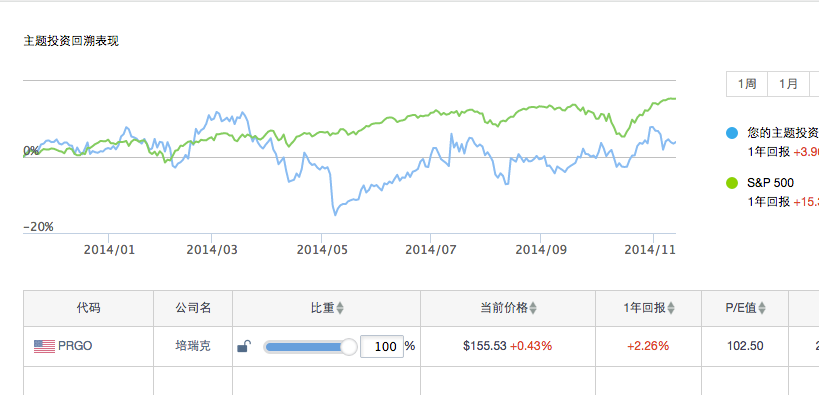 主题投资回溯表现
1周 1月
0%
-20%
2014/01 2014/03 2014/05 2014/07 2014/09 2014/11
您的主题投资
1年回报 +3.9
S&P 500
1年回报 +15.
代码 公司名 比重 当前价格 1年回报 P/E值
PRGO 培瑞克 100 % $155.53 +0.43% +2.26% 102.50